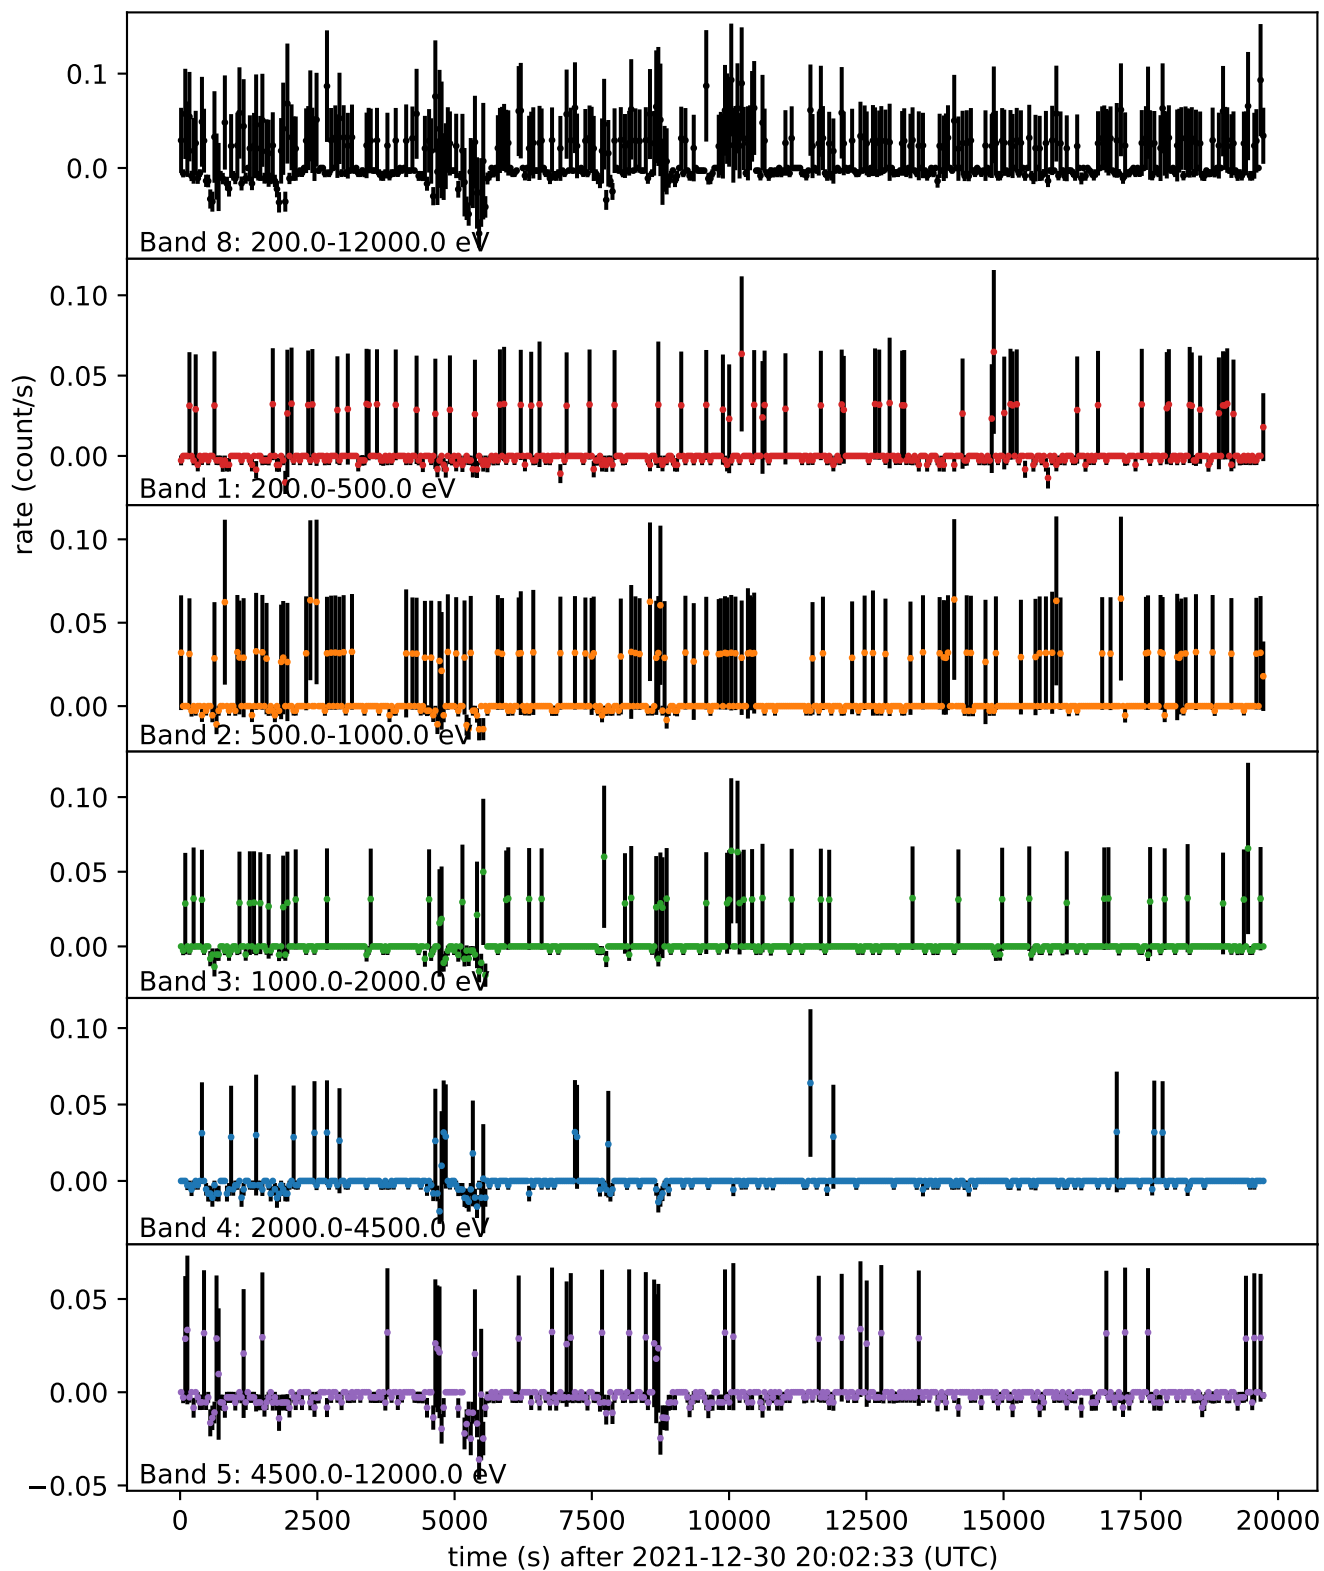 0.1
0.0
Band 8: 200.0-12000.0 eV
0.10
0.05
0.00
Band 1: 200.0-500.0 eV
rate (count/s)
0.10
0.05
0.00
Band 2: 500.0-1000.0 eV
0.10
0.05
0.00
Band 3: 1000.0-2000.0 eV
0.10
0.05
0.00
Band 4: 2000.0-4500.0 eV
0.05
0.00
−0.05
Band 5: 4500.0-12000.0 eV
0 2500 5000 7500 10000 12500 15000 17500 20000
time (s) after 2021-12-30 20:02:33 (UTC)